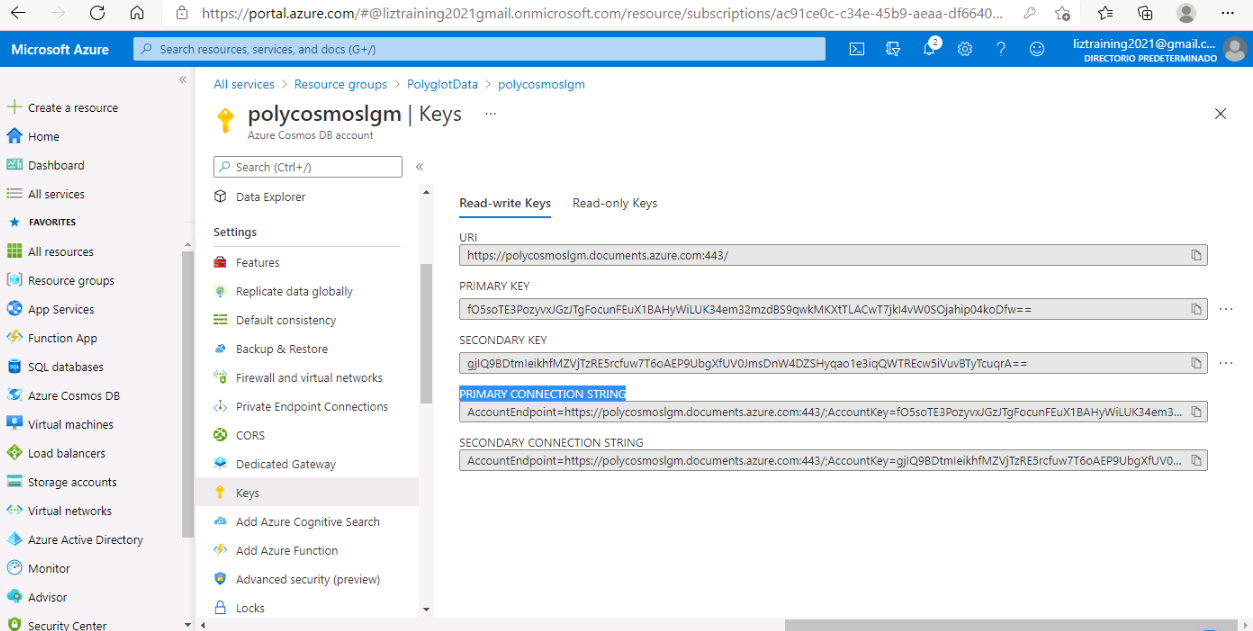 https://portal.azure.com/#@liztraining2021gmail.onmicrosoft.com/resource/subscriptions/ac91ce0c-c34e-45b9-aeaa-df6640...
Microsoft Azure
Search resources, services, and docs (G+/)
2
liztraining2021@gmail.c...
DIRECTORIO PREDETERMINADO
«
Create a resource
Home
Dashboard
All services
FAVORITES
All resources
Resource groups
App Services
Function App
SQL databases
Azure Cosmos DB
Virtual machines
Load balancers
Storage accounts
Virtual networks
Azure Active Directory
Monitor
Advisor
Security Center
All services > Resource groups > PolyglotData > polycosmoslgm
polycosmoslgm | Keys ...
Azure Cosmos DB account
Search (Ctrl+/)
«
Data Explorer
Settings
Features
Replicate data globally
Default consistency
Backup & Restore
Firewall and virtual networks
Private Endpoint Connections
CORS
Dedicated Gateway
Keys
Add Azure Cognitive Search
Add Azure Function
Advanced security (preview)
Locks
Read-write Keys Read-only Keys
URI
https://polycosmoslgm.documents.azure.com:443/
PRIMARY KEY
SECONDARY KEY
PRIMARY CONNECTION STRING
AccountEndpoint=https://polycosmoslgm.documents.azure.com:443/;AccountKey=
SECONDARY CONNECTION STRING
AccountEndpoint=https://polycosmoslgm.documents.azure.com:443/;AccountKey=